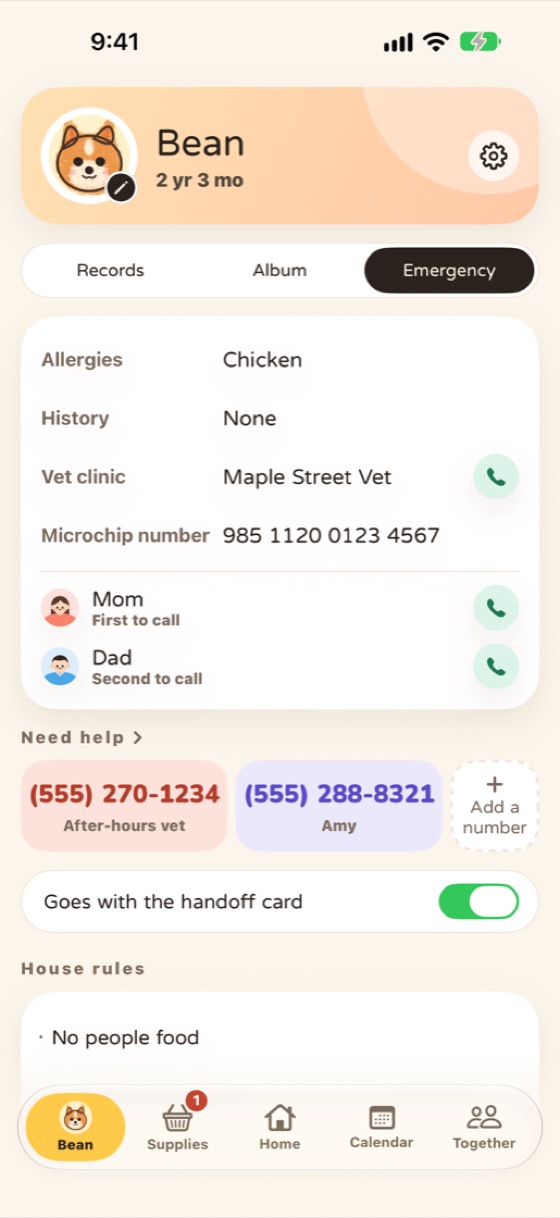 9:41
Bean
2 yr 3 mo
Records Album Emergency
Allergies Chicken
History None
Vet clinic Maple Street Vet
Microchip number 985 1120 0123 4567
Mom
First to call
Dad
Second to call
Need help >
(555) 270-1234
After-hours vet
(555) 288-8321
Amy
+
Add a
number
Goes with the handoff card
House rules
· No people food
1
Bean Supplies Home Calendar Together